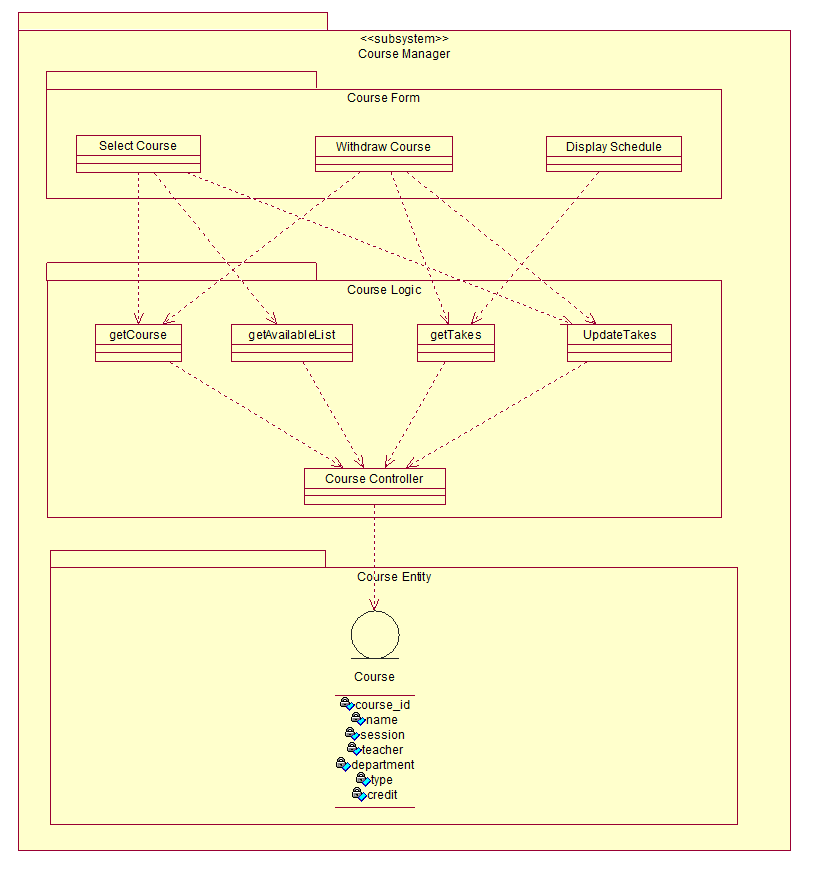 <<subsystem>>
Course Manager
Course Form
Select Course
Withdraw Course
Display Schedule
Course Logic
getCourse
getAvailableList
getTakes
UpdateTakes
Course Controller
Course Entity
Course
course_id
name
session
teacher
department
type
credit